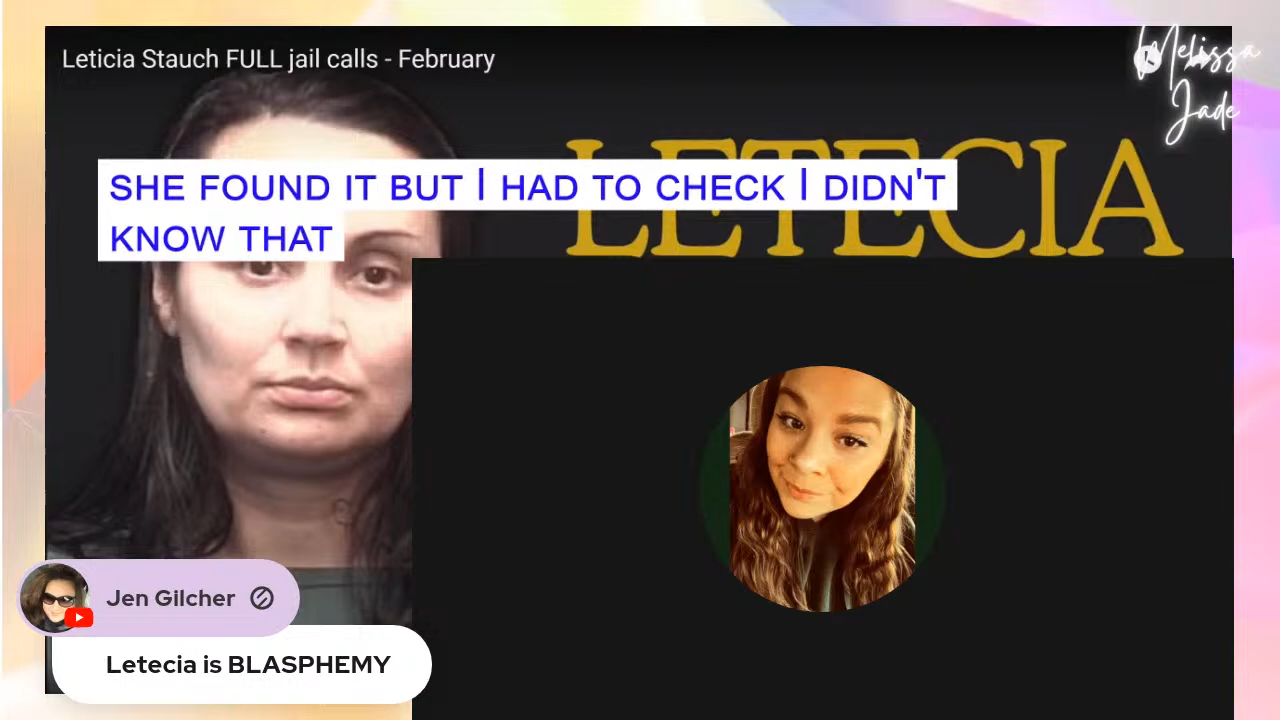 Leticia Stauch FULL jail calls - February
Melissa
Jade
LETECIA
SHE FOUND IT BUT I HAD TO CHECK I DIDN'T
KNOW THAT
Jen Gilcher
Letecia is BLASPHEMY